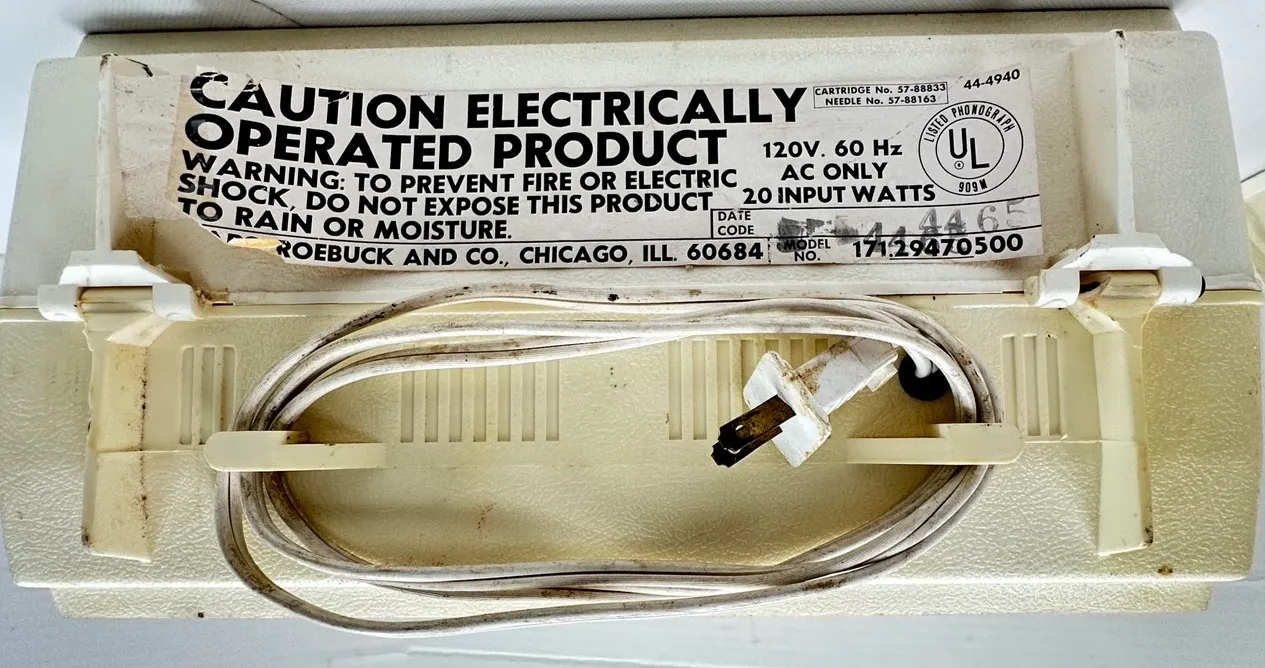 CAUTION ELECTRICALLY
OPERATED PRODUCT
WARNING: TO PREVENT FIRE OR ELECTRIC
SHOCK, DO NOT EXPOSE THIS PRODUCT
TO RAIN OR MOISTURE.
ROEBUCK AND CO., CHICAGO, ILL. 60684
CARTRIDGE No. 57-88833
NEEDLE No. 57-88163
44-4940
120V. 60 Hz
AC ONLY
20 INPUT WATTS
LISTED PHONOGRAPH
UL
909M
DATE
CODE
4465
MODEL
NO.
171.29470500